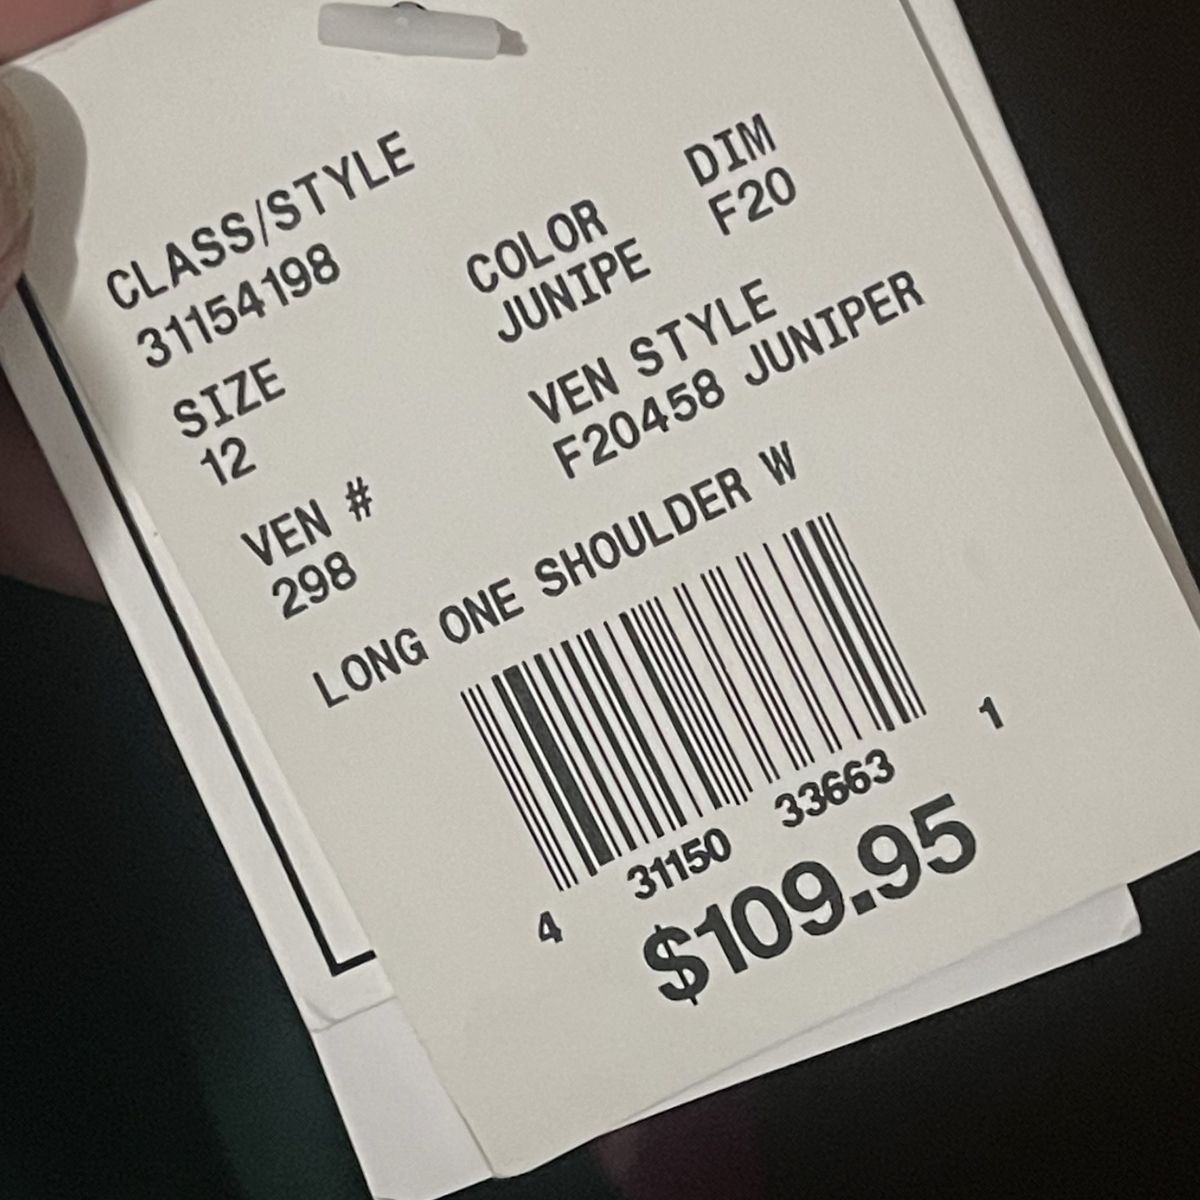 CLASS/STYLE
31154198
COLOR
JUNIPE
DIM
F20
SIZE
12
VEN STYLE
F20458 JUNIPER
VEN #
298
LONG ONE SHOULDER W
4 31150 33663 1
$109.95